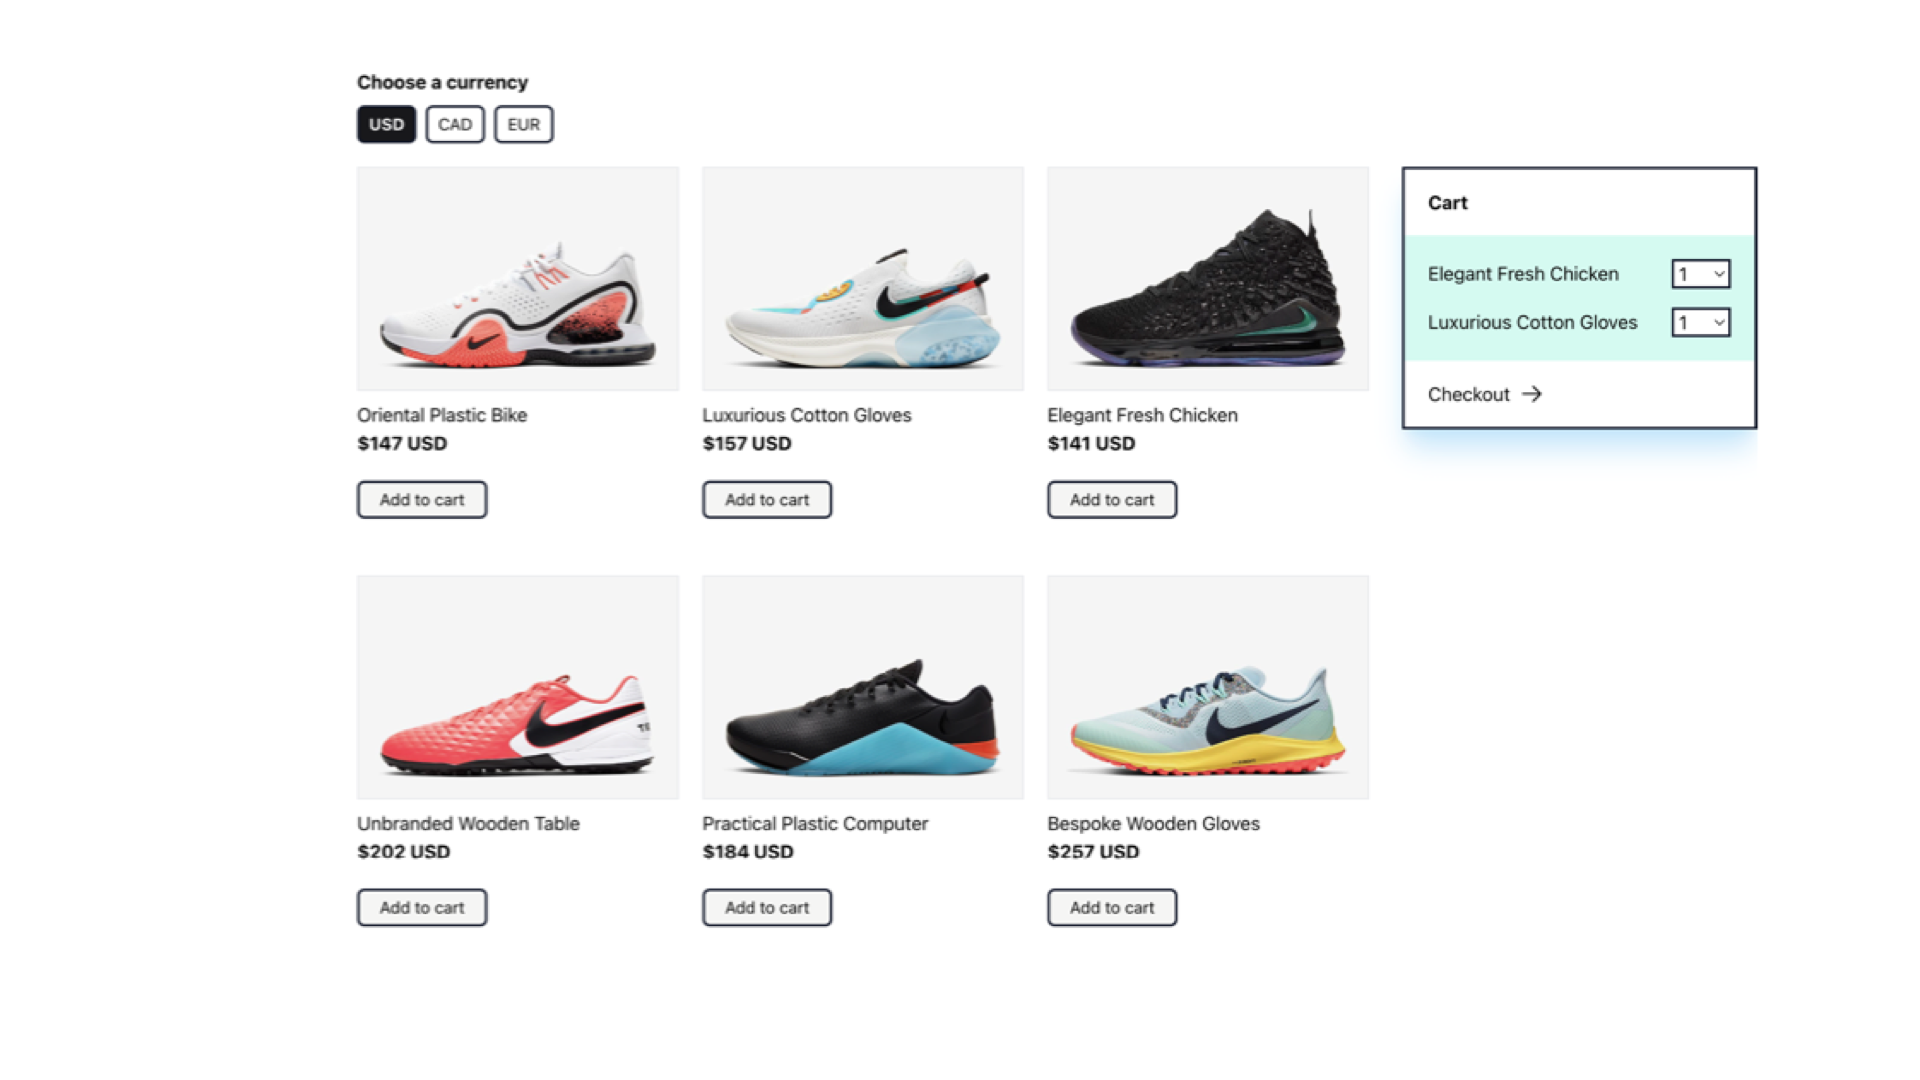 Choose a currency
USD CAD EUR
Oriental Plastic Bike
$147 USD
Add to cart
Luxurious Cotton Gloves
$157 USD
Add to cart
Elegant Fresh Chicken
$141 USD
Add to cart
Cart
Elegant Fresh Chicken 1
Luxurious Cotton Gloves 1
Checkout →
Unbranded Wooden Table
$202 USD
Add to cart
Practical Plastic Computer
$184 USD
Add to cart
Bespoke Wooden Gloves
$257 USD
Add to cart